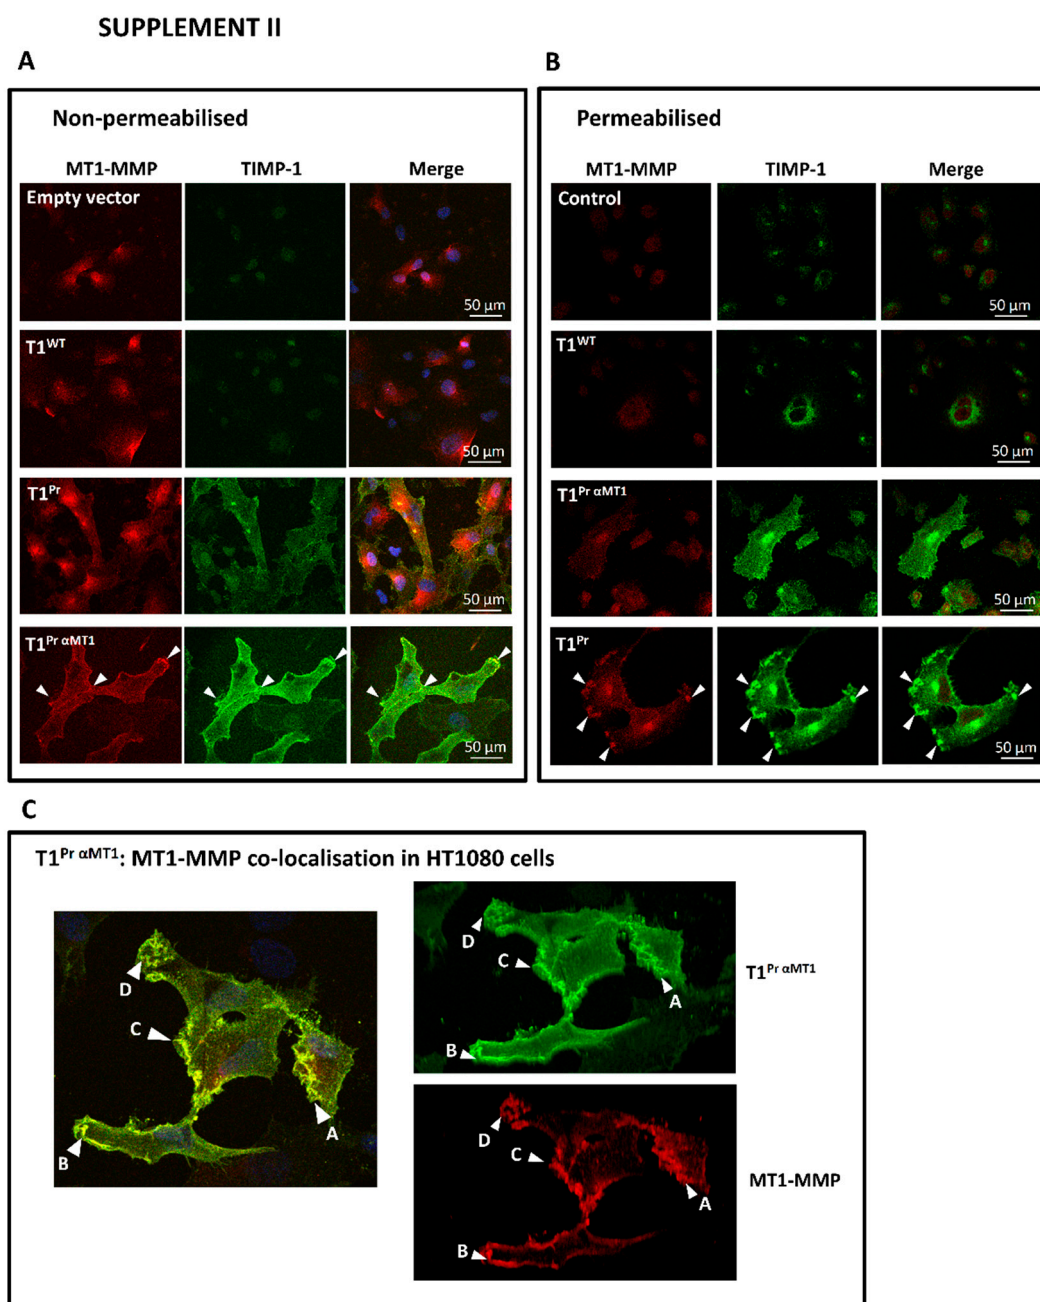 SUPPLEMENT II
A
Non-permeabilised
MT1-MMP TIMP-1 Merge
Empty vector
50 µm
T1WT
50 µm
T1Pr
50 µm
T1Pr αMT1
50 µm
B
Permeabilised
MT1-MMP TIMP-1 Merge
Control
50 µm
T1WT
50 µm
T1Pr αMT1
50 µm
T1Pr
50 µm
C
T1Pr αMT1: MT1-MMP co-localisation in HT1080 cells
D
C
A
B
D
C
A
B
T1Pr αMT1
D
C
A
B
MT1-MMP